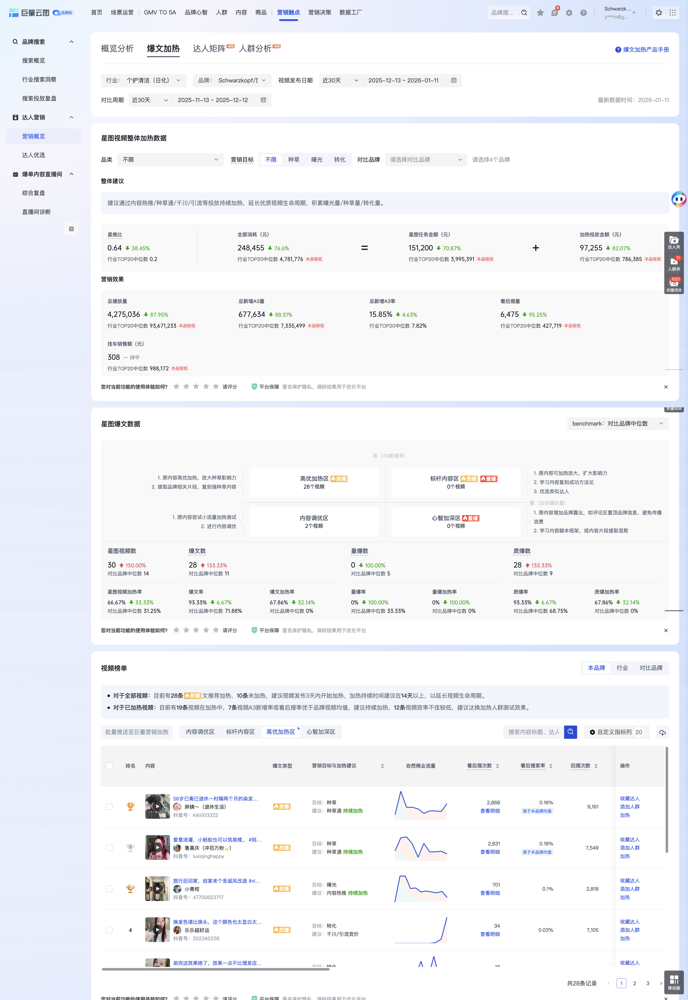 巨量云图 品牌版 首页 场景运营 GMV TO 5A 品牌心智 人群 内容 商品 营销触点 营销决策 数据工厂 品牌搜... 6 Schwarzk...
y***n@g...
品牌搜索
搜索概览
行业搜索洞察
搜索投放复盘
达人营销
营销概览
达人优选
爆单内容直播间
综合复盘
直播间诊断
概览分析 爆文加热 达人矩阵 NEW 人群分析 NEW 爆文加热产品手册
行业： 个护清洁（日化） 品牌： Schwarzkopf/ 视频发布日期 近30天 2025-12-13 ~ 2026-01-11
对比周期 近30天 2025-11-13 ~ 2025-12-12 最新数据时间：2026-01-11
星图视频整体加热数据
品类 不限 营销目标 不限 种草 曝光 转化 对比品牌 请选择对比品牌 请选择4个品牌
整体建议
建议通过内容热推/种草通/千川/引流等投放持续加热，延长优质视频生命周期，积累曝光量/种草量/转化量。
星推比 全部消耗（元） 星图任务金额（元） 加热投放金额（元）
0.64 38.45% 248,455 76.6% = 151,200 70.87% + 97,255 82.07%
行业TOP20中位数 0.2 行业TOP20中位数 4,781,776 本品较低 行业TOP20中位数 3,995,391 本品较低 行业TOP20中位数 786,385 本品较低
达人夹
11
人群夹
1021
关键词夹
营销效果
总播放量 总新增A3量 总新增A3率 看后搜量
4,275,036 87.95% 677,634 88.51% 15.85% 4.63% 6,475 95.25%
行业TOP20中位数 93,671,233 本品较低 行业TOP20中位数 7,335,499 本品较低 行业TOP20中位数 7.82% 行业TOP20中位数 427,719 本品较低
挂车销售额（元）
308 持平
行业TOP20中位数 988,172 本品较低
您对当前功能的使用体验如何? 请评分 平台保障 匿名保护隐私，调研结果用于优化平台
关键词夹
星图爆文数据 benchmark：对比品牌中位数
质（A3新增率）
1. 原内容高优加热，放大种草影响力
2. 提取品牌相关片段，复刻强种草内容
高优加热区 质爆
28个视频
标杆内容区 质爆 量爆
0个视频
1. 原内容可加热放大，扩大影响力
2. 学习内容复刻成功方法论
3. 优选类似达人
量（自然播放量）
1. 原内容尝试小流量加热测试
2. 进行内容调优
内容调优区
2个视频
心智加深区 量爆
0个视频
1. 原内容增加品牌露出，如评论区置顶品牌信息，避免传播
浪费
2. 学习内容脚本框架，或内容片段提取混剪
星图视频数 爆文数 量爆数 质爆数
30 150.00% 28 133.33% 0 100.00% 28 133.33%
对比品牌中位数 14 对比品牌中位数 11 对比品牌中位数 5 对比品牌中位数 9
星图视频加热率 爆文率 爆文加热率 量爆率 量爆加热率 质爆率 质爆加热率
66.67% 33.33% 93.33% 6.67% 67.86% 32.14% 0% 100.00% 0% 100.00% 93.33% 6.67% 67.86% 32.14%
对比品牌中位数 31.25% 对比品牌中位数 71.88% 对比品牌中位数 0% 对比品牌中位数 33.33% 对比品牌中位数 0% 对比品牌中位数 68.75% 对比品牌中位数 0%
您对当前功能的使用体验如何? 请评分 平台保障 匿名保护隐私，调研结果用于优化平台
视频榜单 本品牌 行业 对比品牌
对于全部视频：目前有28条 质爆 文推荐加热，10条未加热，建议视频发布3天内开始加热，加热持续时间建议在14天以上，以延长视频生命周期。
对于已加热视频：目前有19条视频在加热中，7条视频A3新增率或看后搜率优于品牌视频均值，建议持续加热，12条视频效率不佳较低，建议汰换加热人群测试效果。
批量推送至巨量营销加热 内容调优区 标杆内容区 高优加热区 心智加深区 搜索内容标题、达人 自定义指标列 20
排名 内容 爆文类型 营销目标与加热建议 自然商业流量 看后搜次数 看后搜索率 回搜次数 操作
1
56岁已离已退休～时隔两个月的染发...
胖姨～（退休生活）
抖音号：kiki003322
质爆
目标：种草
建议：种草通 持续加热
2,868
查看明细
0.16%
高于本品牌均值
9,161
收藏达人
添加人群
加热
2
爱意浇灌，小蚂蚁也可以筑高楼。 #妈...
鲁喜庆（冲百万粉⭐）
抖音号：luxiqinghappy
质爆
目标：种草
建议：种草通 持续加热
2,831
查看明细
0.18%
高于本品牌均值
7,549
收藏达人
添加人群
加热
3
旅行后回家，给家来个圣诞风改造 #vl...
小青柑
抖音号：47700823717
质爆
目标：曝光
建议：内容热推 持续加热
701
查看明细
0.1%
2,818
收藏达人
添加人群
加热
4
换发色堪比换头，这个颜色也太显白太...
乐乐超好运
抖音号：202342236
质爆
目标：转化
建议：千川/引流竞价
34
查看明细
0.03%
7,105
收藏达人
添加人群
加热
染完这效果绝了，效果一点不比理发店...
目标：转化
18
收藏达人
共28条记录 1 2 3
移动版
您对当前功能的使用体验如何? 请评分 平台保障 匿名保护隐私，调研结果用于优化平台